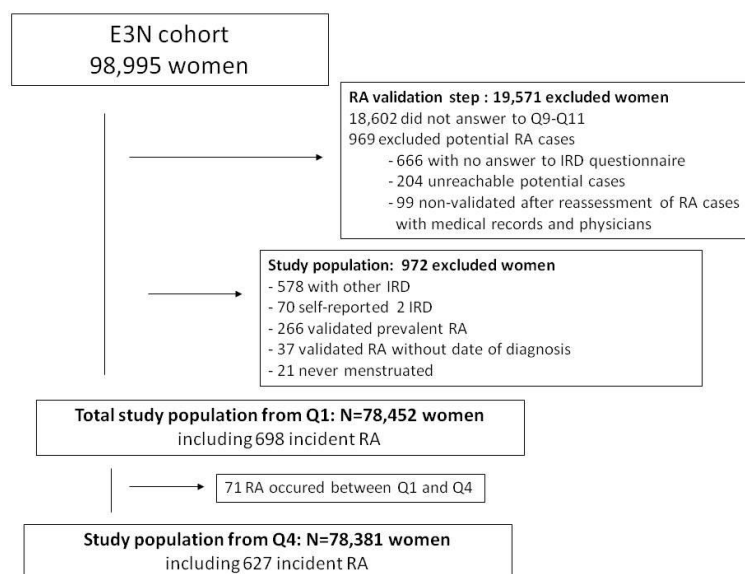 E3N cohort
98,995 women
RA validation step : 19,571 excluded women
18,602 did not answer to Q9-Q11
969 excluded potential RA cases
- 666 with no answer to IRD questionnaire
- 204 unreachable potential cases
- 99 non-validated after reassessment of RA cases
with medical records and physicians
Study population: 972 excluded women
- 578 with other IRD
- 70 self-reported 2 IRD
- 266 validated prevalent RA
- 37 validated RA without date of diagnosis
- 21 never menstruated
Total study population from Q1: N=78,452 women
including 698 incident RA
71 RA occured between Q1 and Q4
Study population from Q4: N=78,381 women
including 627 incident RA